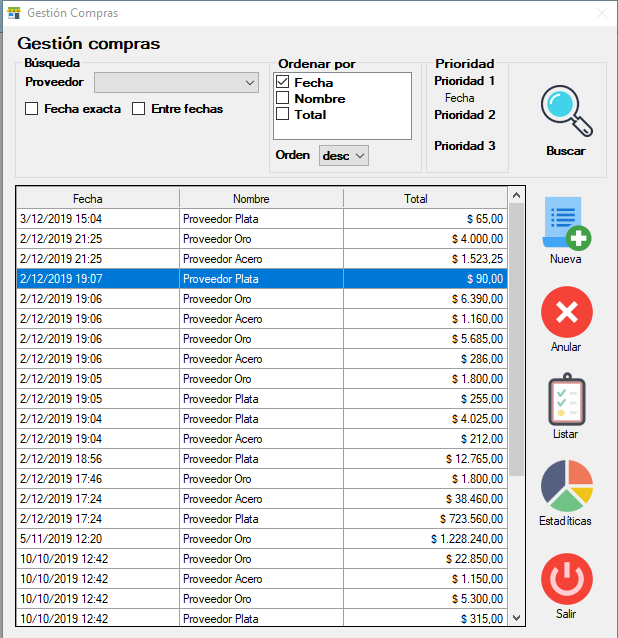 Gestión Compras
Gestión compras
Búsqueda
Proveedor
Fecha exacta
Entre fechas
Ordenar por
Fecha
Nombre
Total
Orden desc
Prioridad
Prioridad 1
Fecha
Prioridad 2
Prioridad 3
Buscar
Fecha Nombre Total
3/12/2019 15:04 Proveedor Plata $ 65,00
2/12/2019 21:25 Proveedor Oro $ 4.000,00
2/12/2019 21:25 Proveedor Acero $ 1.523,25
2/12/2019 19:07 Proveedor Plata $ 90,00
2/12/2019 19:06 Proveedor Oro $ 6.390,00
2/12/2019 19:06 Proveedor Acero $ 1.160,00
2/12/2019 19:06 Proveedor Oro $ 5.685,00
2/12/2019 19:06 Proveedor Acero $ 286,00
2/12/2019 19:05 Proveedor Oro $ 1.800,00
2/12/2019 19:05 Proveedor Plata $ 255,00
2/12/2019 19:04 Proveedor Plata $ 4.025,00
2/12/2019 19:04 Proveedor Acero $ 212,00
2/12/2019 18:56 Proveedor Plata $ 12.765,00
2/12/2019 17:46 Proveedor Oro $ 1.800,00
2/12/2019 17:24 Proveedor Acero $ 38.460,00
2/12/2019 17:24 Proveedor Plata $ 723.560,00
5/11/2019 12:20 Proveedor Oro $ 1.228.240,00
10/10/2019 12:42 Proveedor Oro $ 22.850,00
10/10/2019 12:42 Proveedor Acero $ 1.150,00
10/10/2019 12:42 Proveedor Oro $ 5.300,00
10/10/2019 12:42 Proveedor Plata $ 315,00
Nueva
Anular
Listar
Estadíticas
Salir